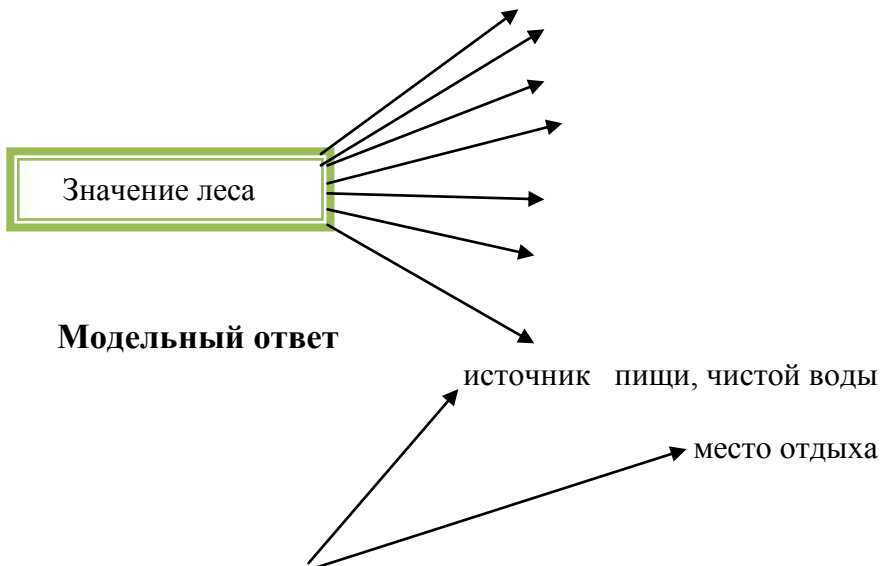 Значение леса
Модельный ответ
источник пищи, чистой воды
место отдыха